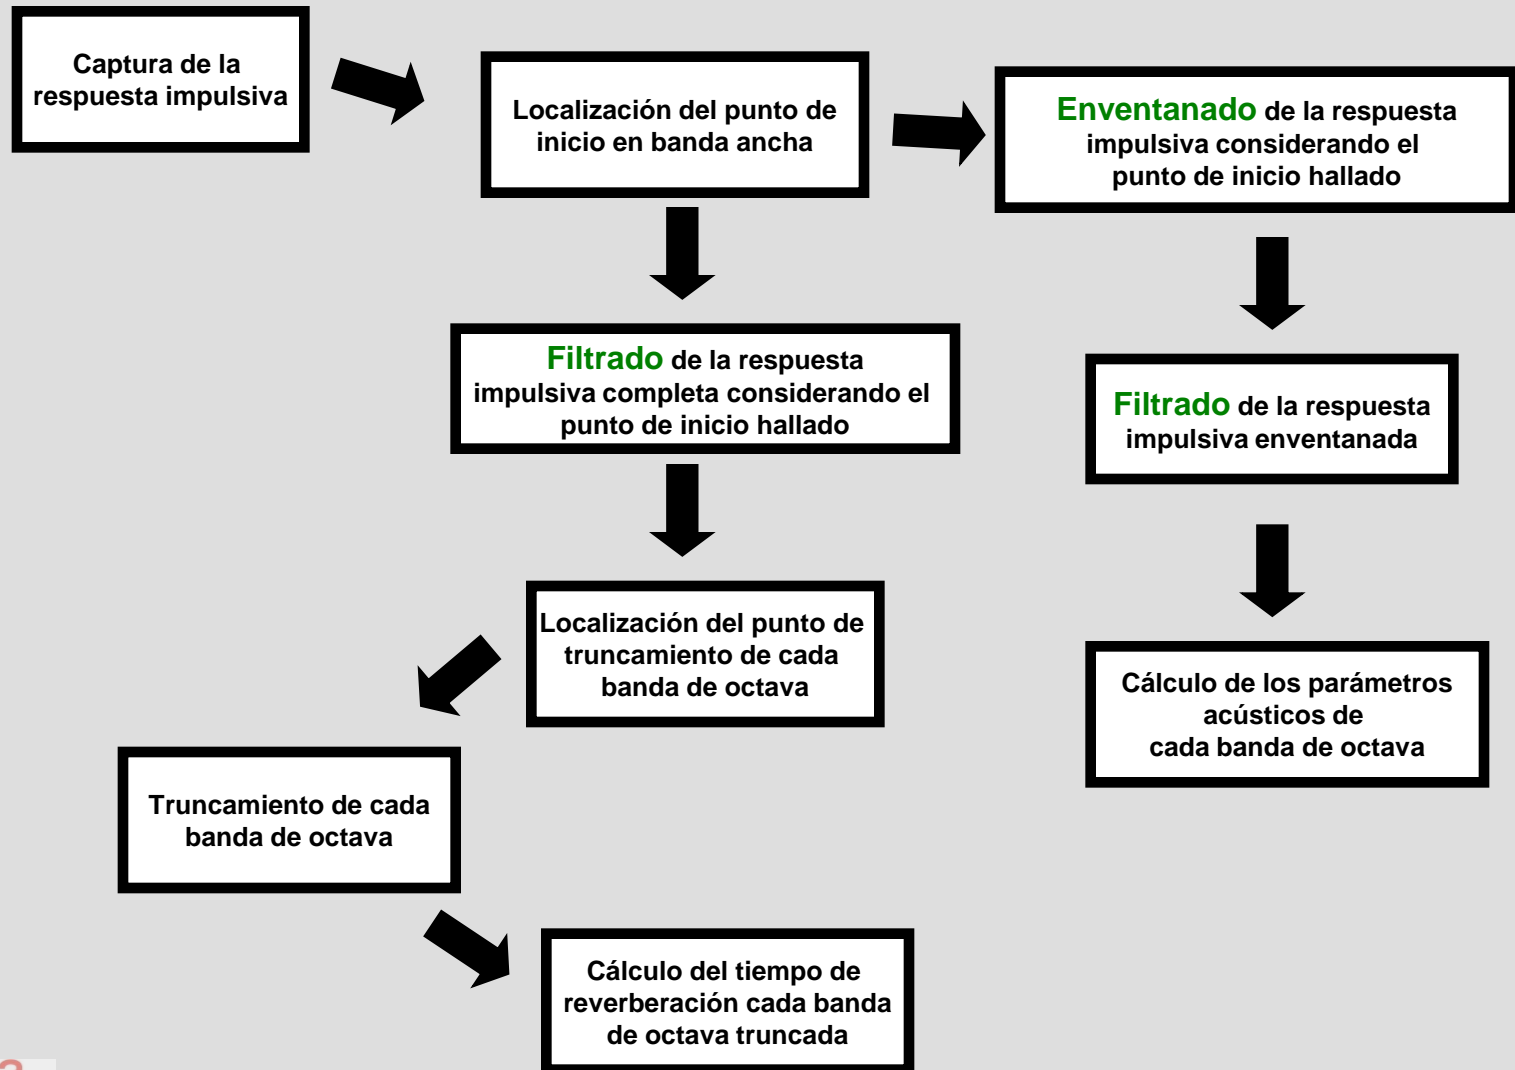 Captura de la
respuesta impulsiva
Localización del punto de
inicio en banda ancha
Enventanado de la respuesta
impulsiva considerando el
punto de inicio hallado
Filtrado de la respuesta
impulsiva completa considerando el
punto de inicio hallado
Filtrado de la respuesta
impulsiva enventanada
Localización del punto de
truncamiento de cada
banda de octava
Cálculo de los parámetros
acústicos de
cada banda de octava
Truncamiento de cada
banda de octava
Cálculo del tiempo de
reverberación cada banda
de octava truncada